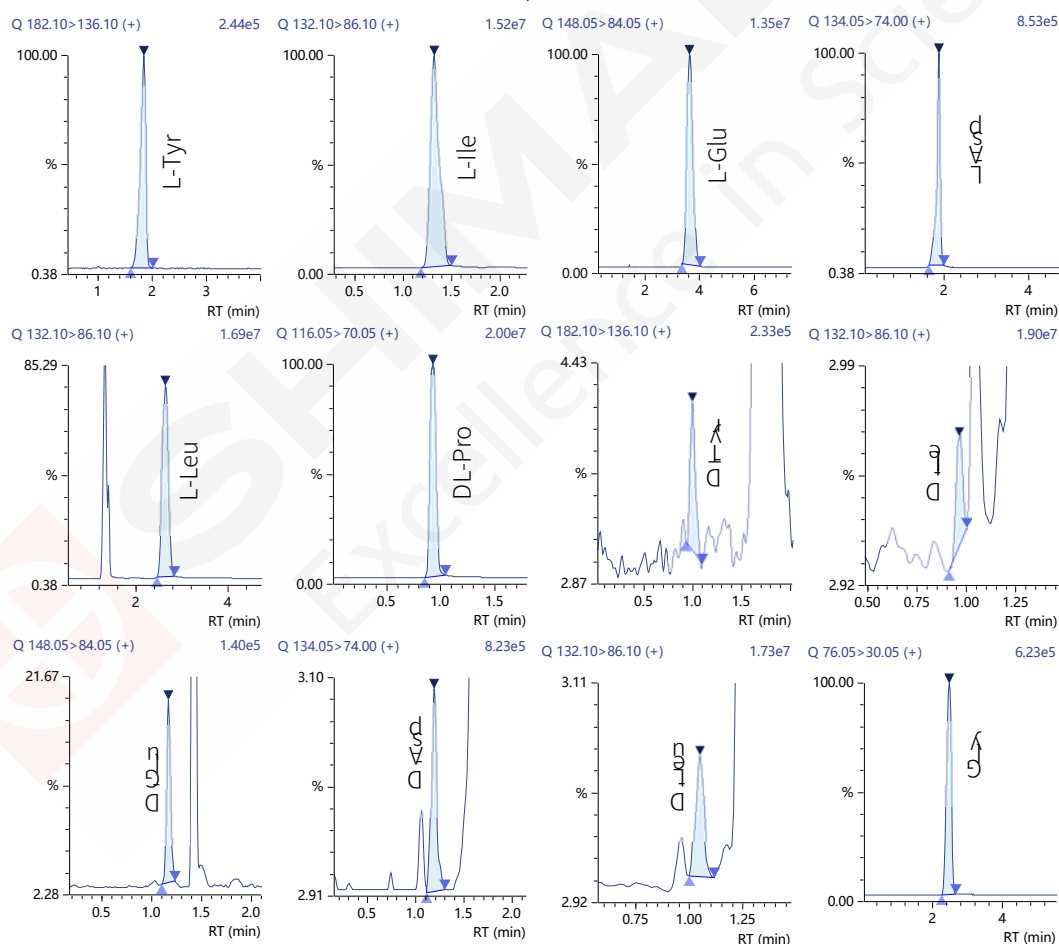 Q 182.10>136.10 (+) 2.44e5
100.00
%
0.38
L-Tyr
1 2 3
RT (min)
Q 132.10>86.10 (+) 1.52e7
100.00
%
0.00
L-Ile
0.5 1.0 1.5 2.0
RT (min)
Q 148.05>84.05 (+) 1.35e7
100.00
%
0.00
L-Glu
2 4 6
RT (min)
Q 134.05>74.00 (+) 8.53e5
100.00
%
0.38
L-Asp
2 4
RT (min)
Q 132.10>86.10 (+) 1.69e7
85.29
%
0.38
L-Leu
2 4
RT (min)
Q 116.05>70.05 (+) 2.00e7
100.00
%
0.00
DL-Pro
0.5 1.0 1.5
RT (min)
Q 182.10>136.10 (+) 2.33e5
4.43
%
2.87
D-Tyr
0.5 1.0 1.5
RT (min)
Q 132.10>86.10 (+) 1.90e7
2.99
%
2.92
D-Ile
0.50 0.75 1.00 1.25
RT (min)
Q 148.05>84.05 (+) 1.40e5
21.67
%
2.28
D-Glu
0.5 1.0 1.5 2.0
RT (min)
Q 134.05>74.00 (+) 8.23e5
3.10
%
2.91
D-Asp
0.5 1.0 1.5 2.0
RT (min)
Q 132.10>86.10 (+) 1.73e7
3.11
%
2.92
D-Leu
0.75 1.00 1.25
RT (min)
Q 76.05>30.05 (+) 6.23e5
100.00
%
0.00
Gly
2 4
RT (min)
Excellence in Scie